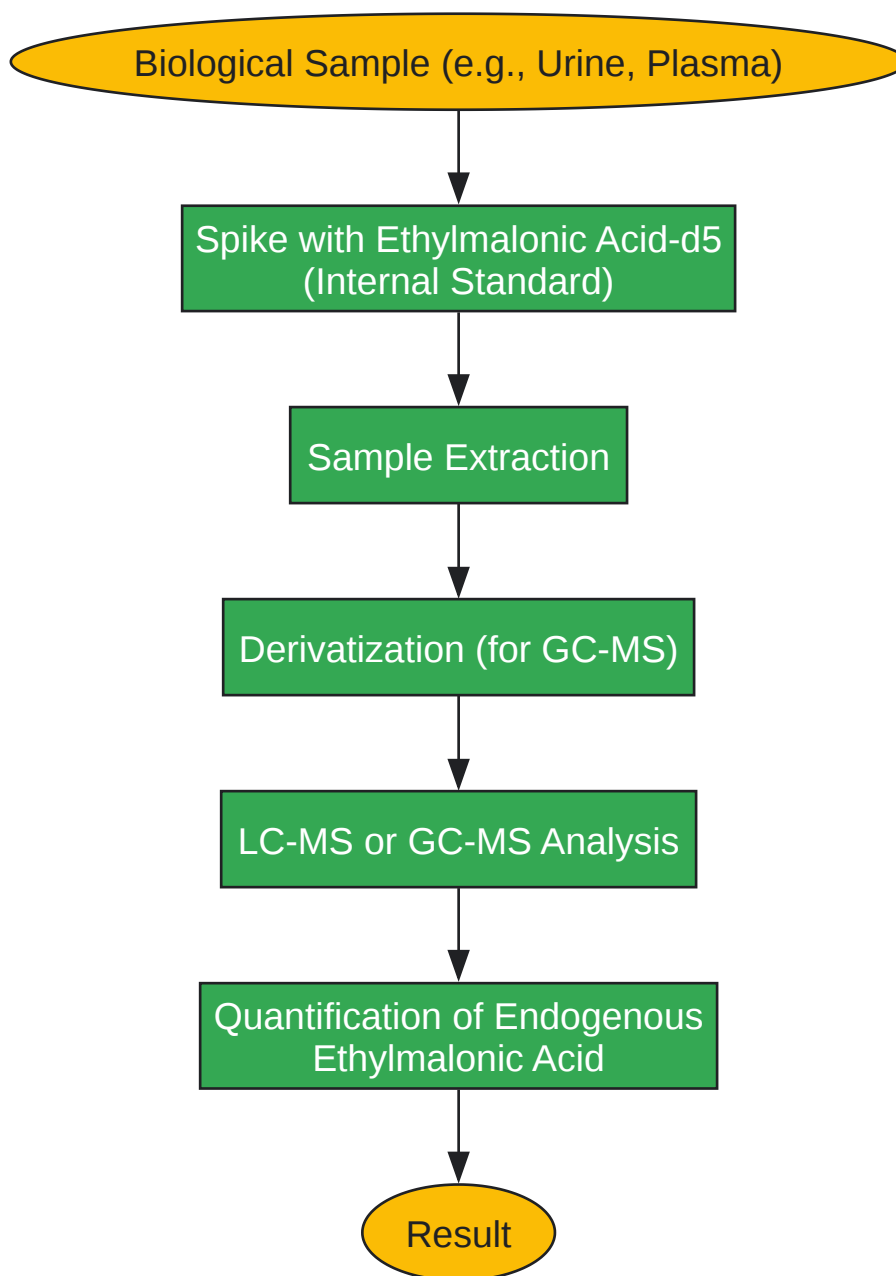 Biological Sample (e.g., Urine, Plasma)
Spike with Ethylmalonic Acid-d5
(Internal Standard)
Sample Extraction
Derivatization (for GC-MS)
LC-MS or GC-MS Analysis
Quantification of Endogenous
Ethylmalonic Acid
Result